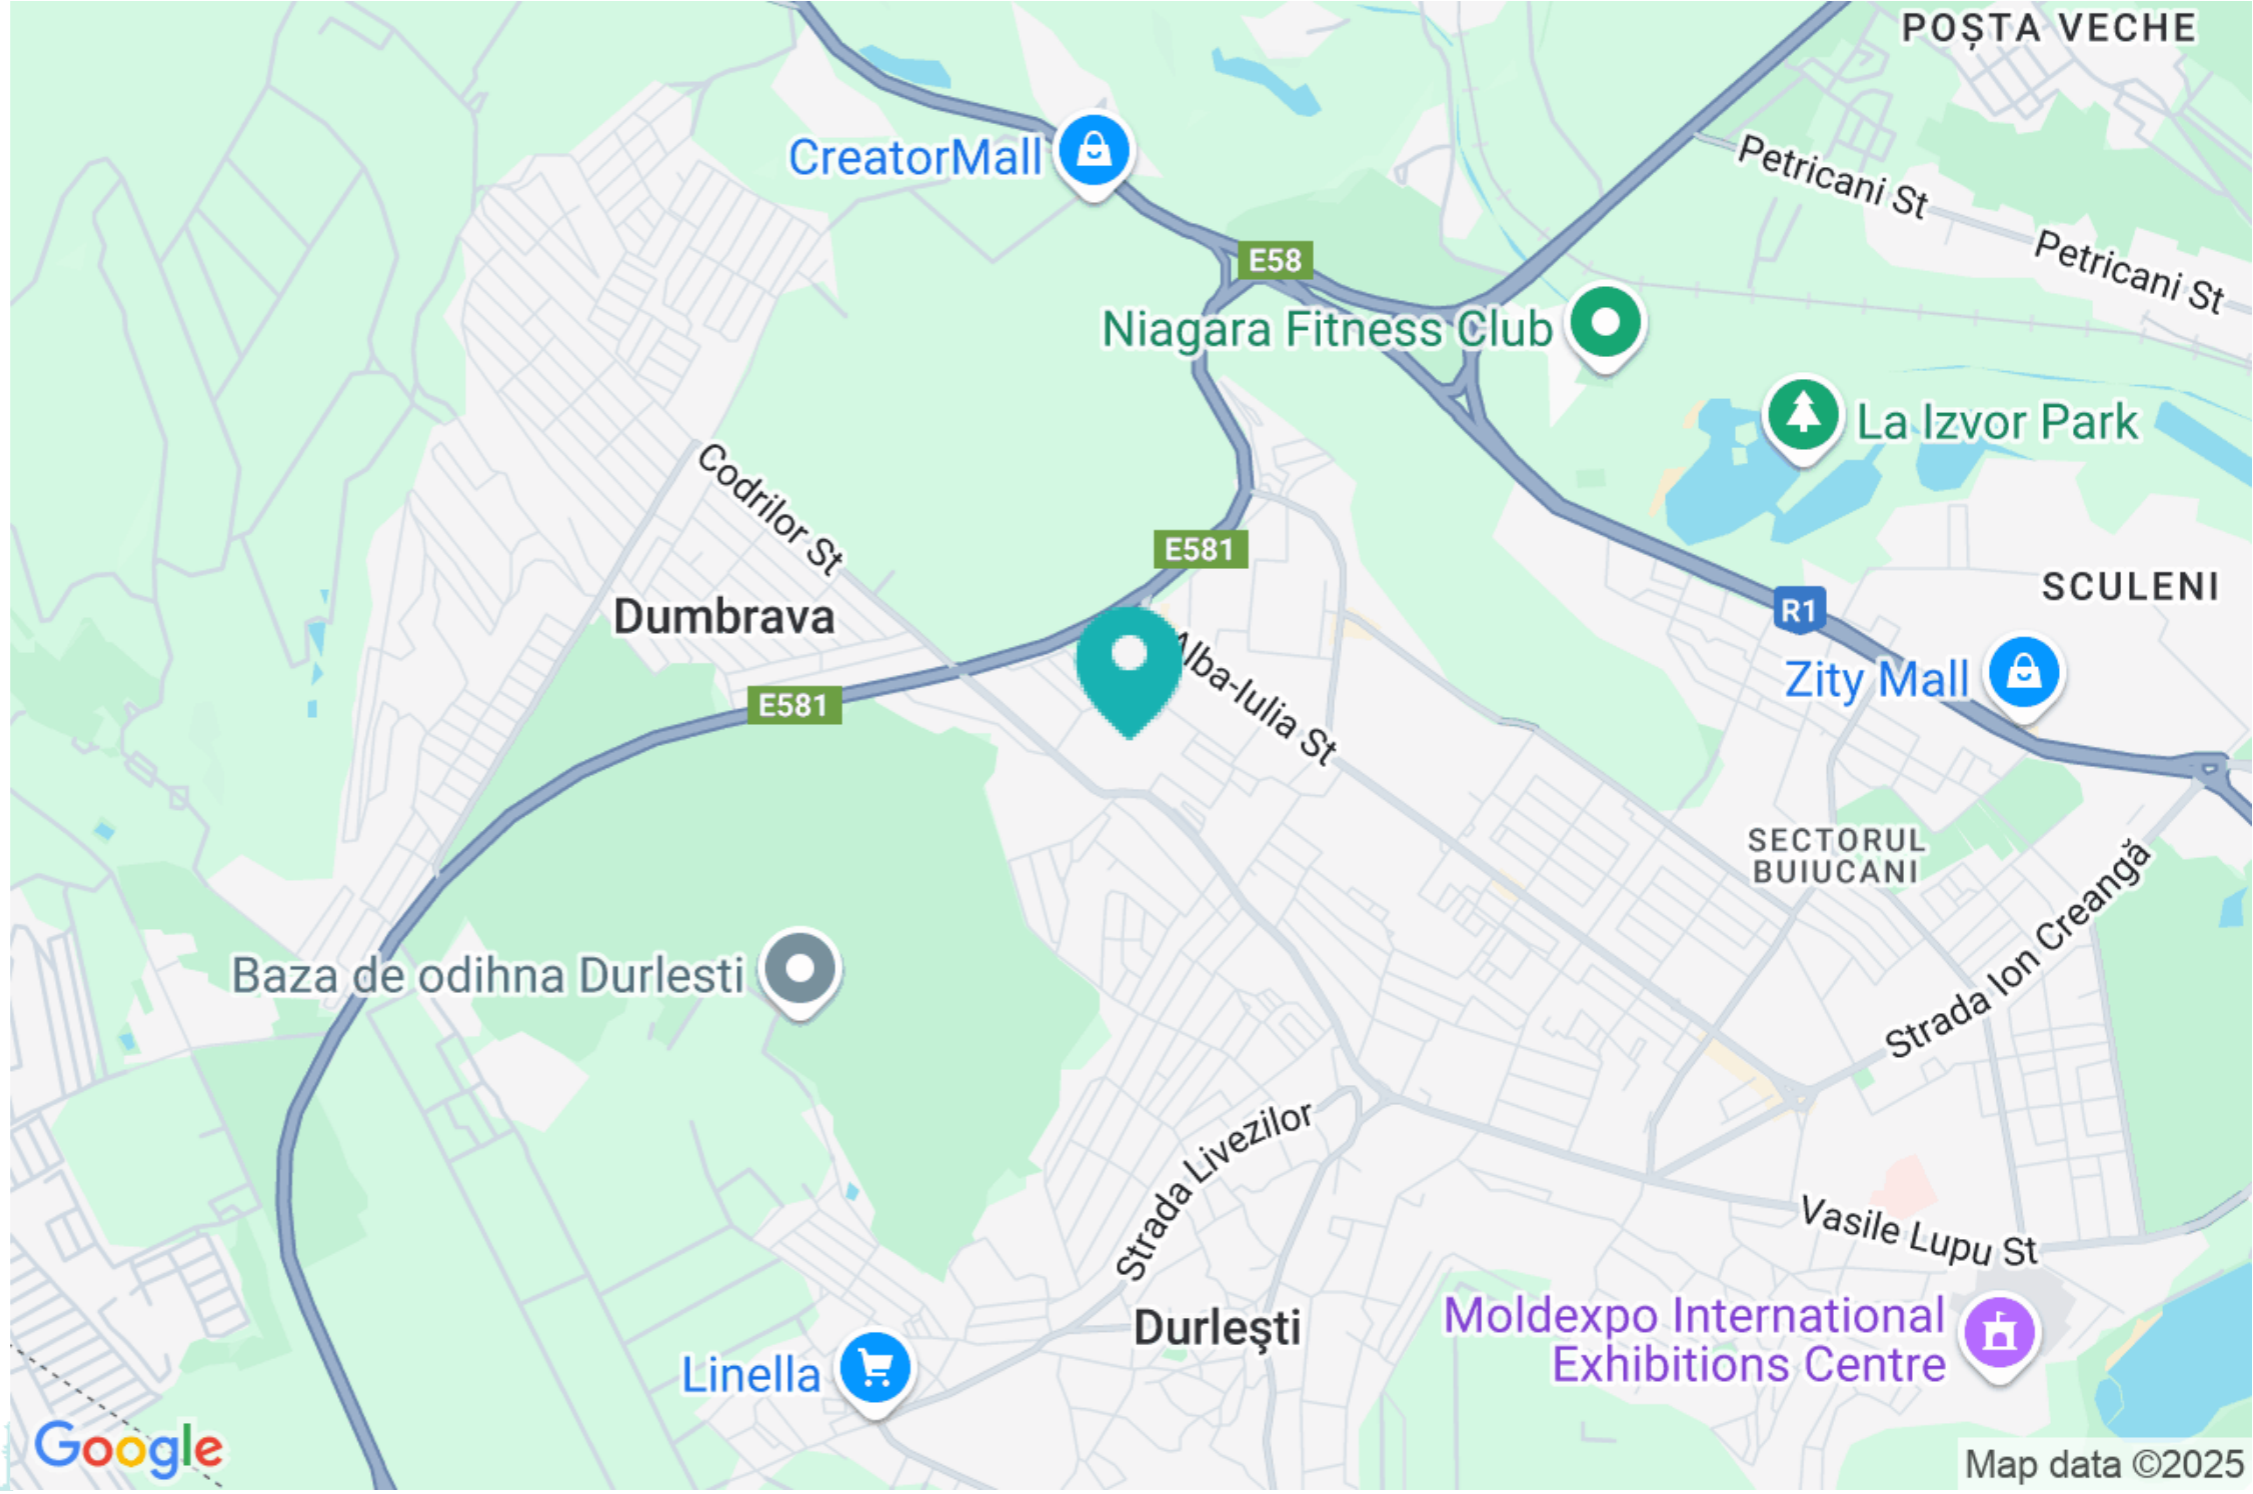 POȘTA VECHE
CreatorMall
Petricani St
Petricani St
E58
Niagara Fitness Club
La Izvor Park
Codrilor St
E581
SCULENI
Dumbrava
R1
Alba-Iulia St
Zity Mall
E581
SECTORUL
BUIUCANI
Strada Ion Creangă
Baza de odihna Durlesti
Strada Livezilor
Vasile Lupu St
Durleşti
Moldexpo International
Exhibitions Centre
Linella
Google
Map data ©2025